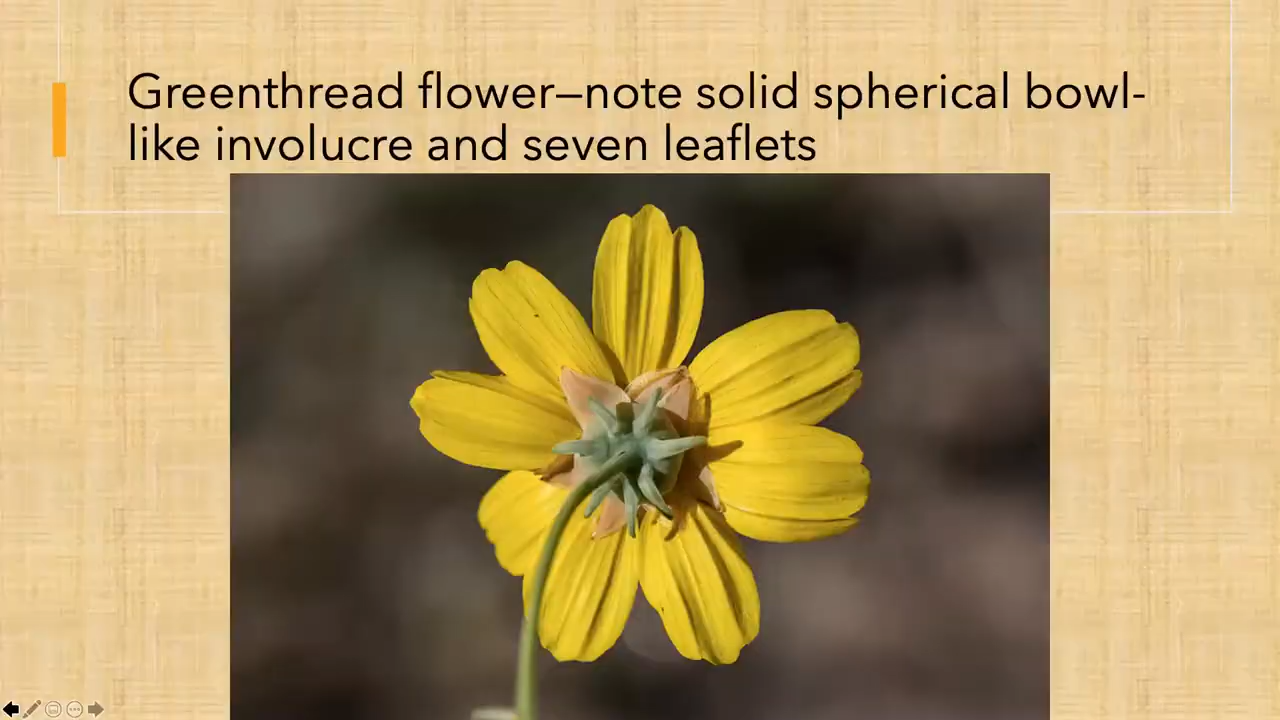 Greenthread flower—note solid spherical bowl-
like involucre and seven leaflets